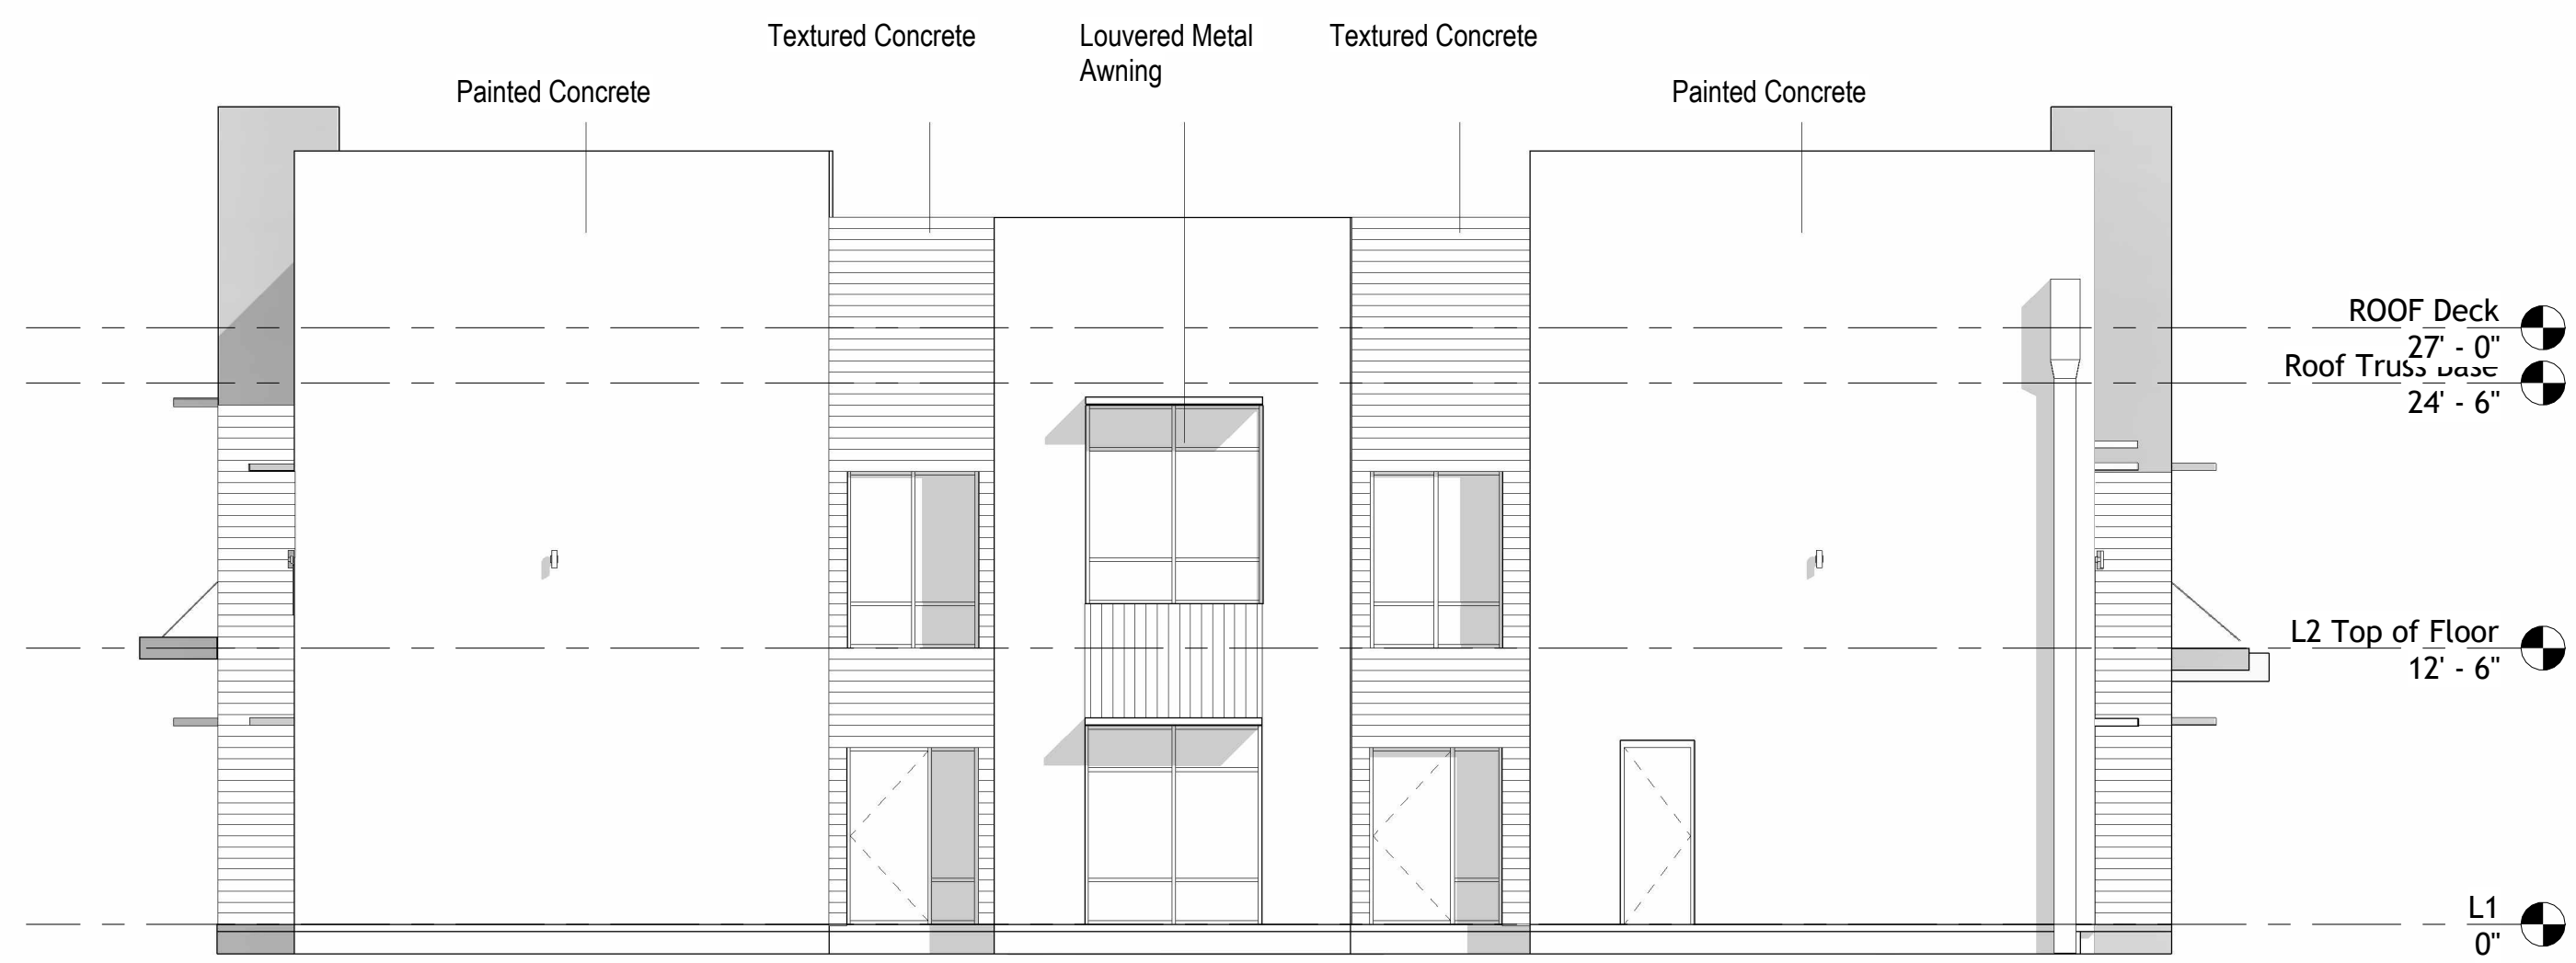 Textured Concrete
Louvered Metal
Awning
Textured Concrete
Painted Concrete
Painted Concrete
ROOF Deck
27' - 0"
Roof Truss Base
24' - 6"
L2 Top of Floor
12' - 6"
L1
0"